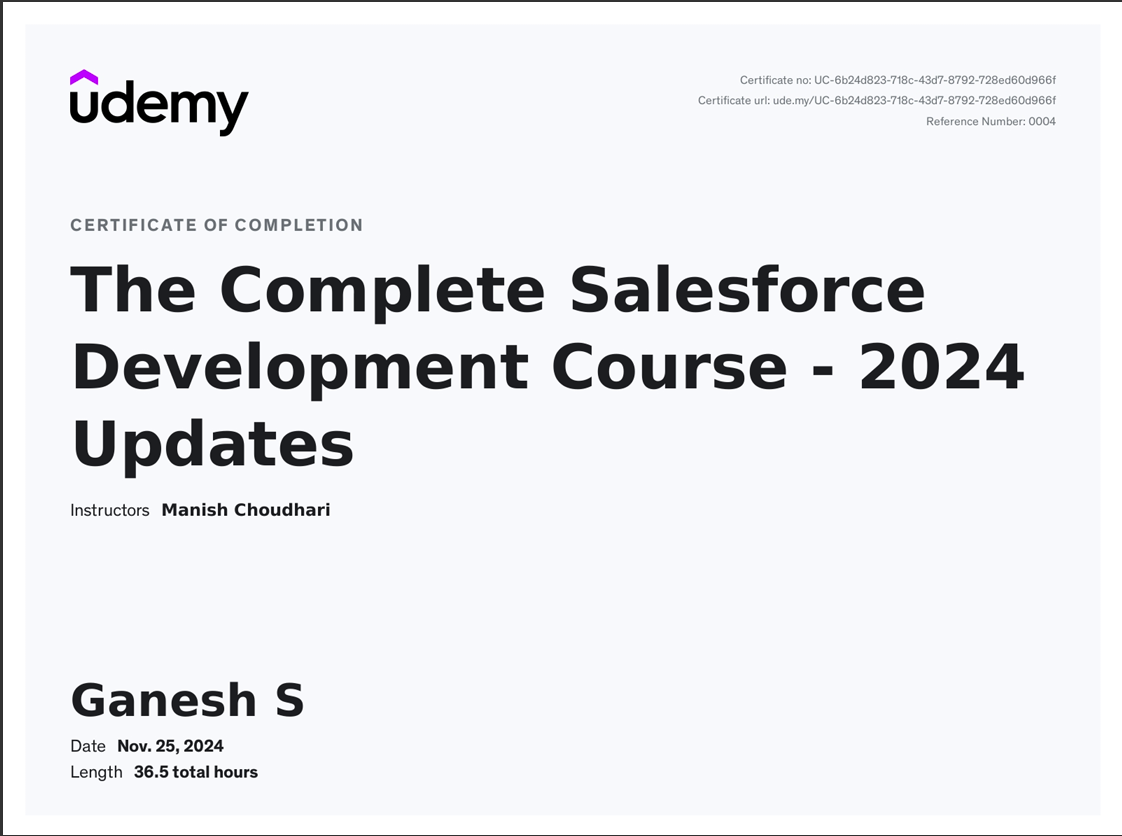 udemy
Certificate no: UC-6b24d823-718c-43d7-8792-728ed60d966f
Certificate url: ude.my/UC-6b24d823-718c-43d7-8792-728ed60d966f
Reference Number: 0004
CERTIFICATE OF COMPLETION
The Complete Salesforce
Development Course - 2024
Updates
Instructors Manish Choudhari
Ganesh S
Date Nov. 25, 2024
Length 36.5 total hours